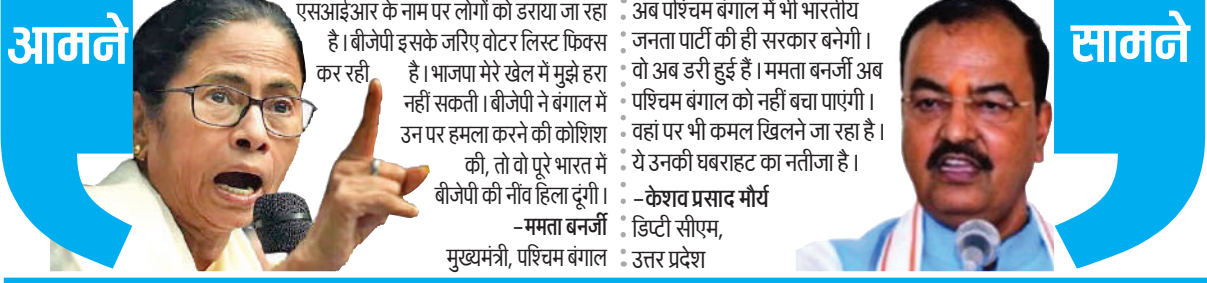 आमने
एसआईआर के नाम पर लोगों को डराया जा रहा
है। बीजेपी इसके जरिए वोटर लिस्ट फिक्स
कर रही है। भाजपा मेरे खेल में मुझे हरा
नहीं सकती। बीजेपी ने बंगाल में
उन पर हमला करने की कोशिश
की, तो वो पूरे भारत में
बीजेपी की नींव हिला दूंगी।
-ममता बनर्जी
मुख्यमंत्री, पश्चिम बंगाल
अब पश्चिम बंगाल में भी भारतीय
जनता पार्टी की ही सरकार बनेगी।
वो अब डरी हुई हैं। ममता बनर्जी अब
पश्चिम बंगाल को नहीं बचा पाएंगी।
वहां पर भी कमल खिलने जा रहा है।
ये उनकी घबराहट का नतीजा है।
-केशव प्रसाद मौर्य
डिप्टी सीएम,
उत्तर प्रदेश
सामने